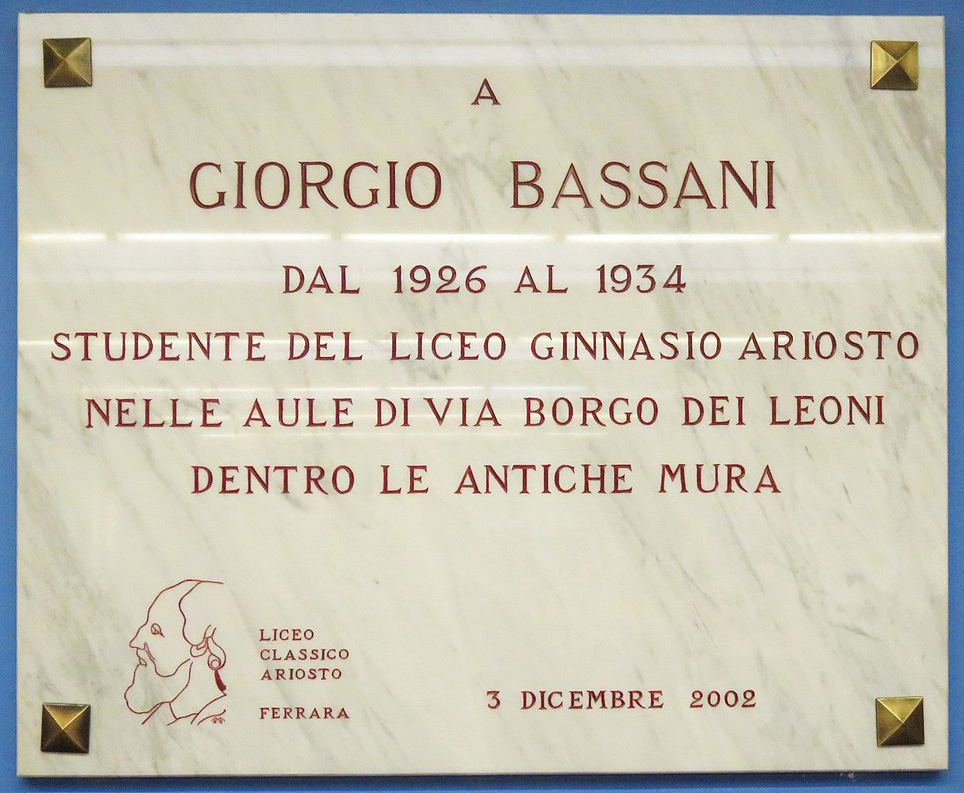 A
GIORGIO BASSANI
DAL 1926 AL 1934
STUDENTE DEL LICEO GINNASIO ARIOSTO
NELLE AULE DI VIA BORGO DEI LEONI
DENTRO LE ANTICHE MURA
LICEO
CLASSICO
ARIOSTO
FERRARA
3 DICEMBRE 2002